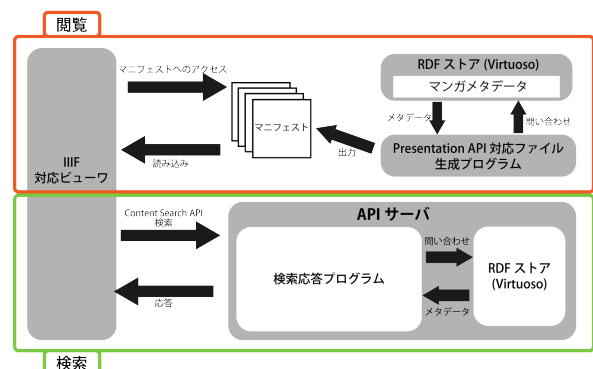 閲覧
マニフェストへのアクセス
RDF ストア (Virtuoso)
マンガメタデータ
メタデータ
問い合わせ
マニフェスト
出力
Presentation API 対応ファイル
生成プログラム
読み込み
IIIF
対応ビューワ
Content Search API
検索
API サーバ
問い合わせ
検索応答プログラム
RDF ストア
(Virtuoso)
応答
メタデータ
検索